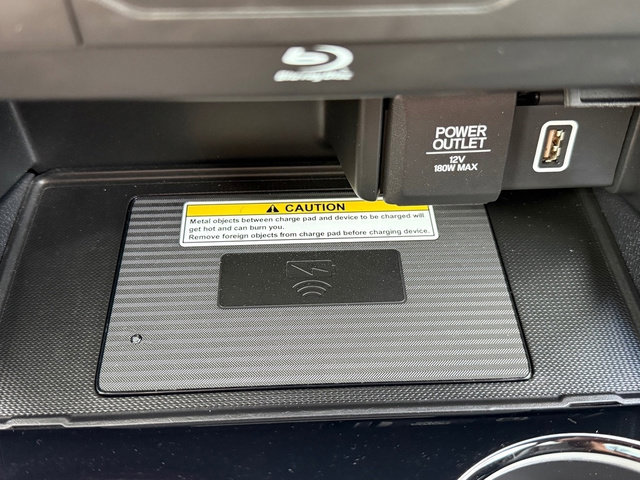 Blu-ray Disc
POWER
OUTLET
12V
180W MAX
CAUTION
Metal objects between charge pad and device to be charged will
get hot and can burn you.
Remove foreign objects from charge pad before charging device.